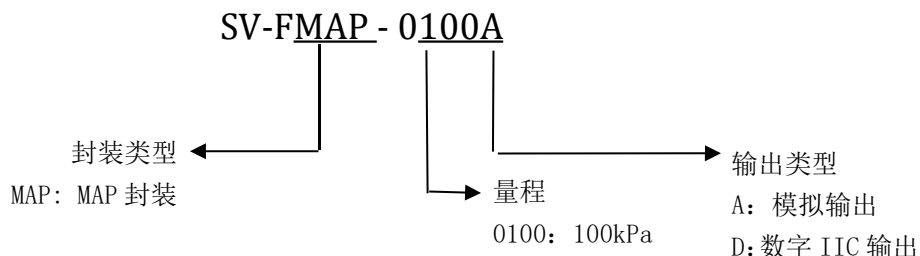 SV-FMAP - 0100A
封装类型
MAP: MAP 封装
量程
0100：100kPa
输出类型
A：模拟输出
D:数字 IIC 输出